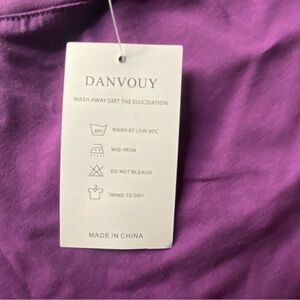 DANVOUY
WASH AWAY DIRT THE ELUCIDATION
30°C WASH AT LOW 30°C
MID-IRON
DO NOT BLEACH
HAND TO DRY
MADE IN CHINA